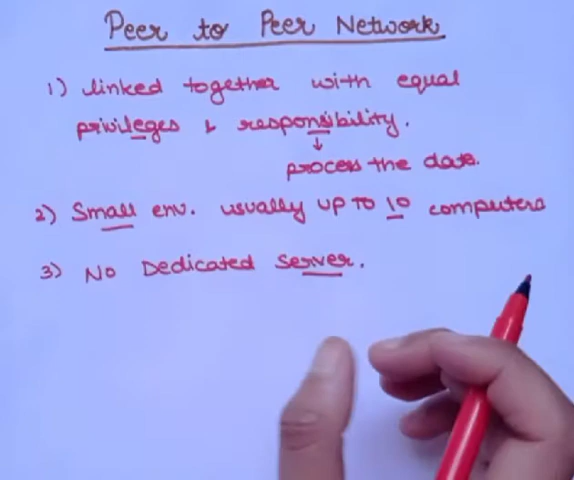 Peer to Peer Network
1) linked together with equal
privileges & responsibility.
↓
process the data.
2) Small env. usually up to 10 computers
3) No Dedicated Server.